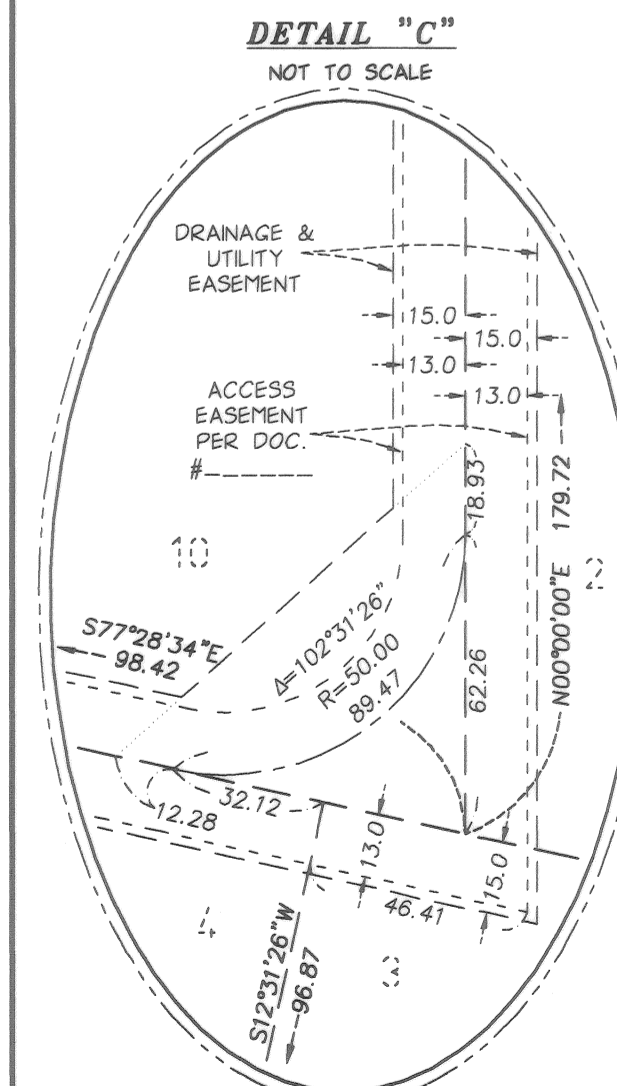 DETAIL "C"
NOT TO SCALE
DRAINAGE &
UTILITY
EASEMENT
15.0
15.0
13.0
13.0
ACCESS
EASEMENT
PER DOC.
#_______
18.93
179.72
N00°00'00"E
10
2
S77°28'34"E
98.42
Δ=102°31'26"
R=50.00
89.47
62.26
32.12
12.28
13.0
15.0
46.41
4
S12°31'26"W
96.87